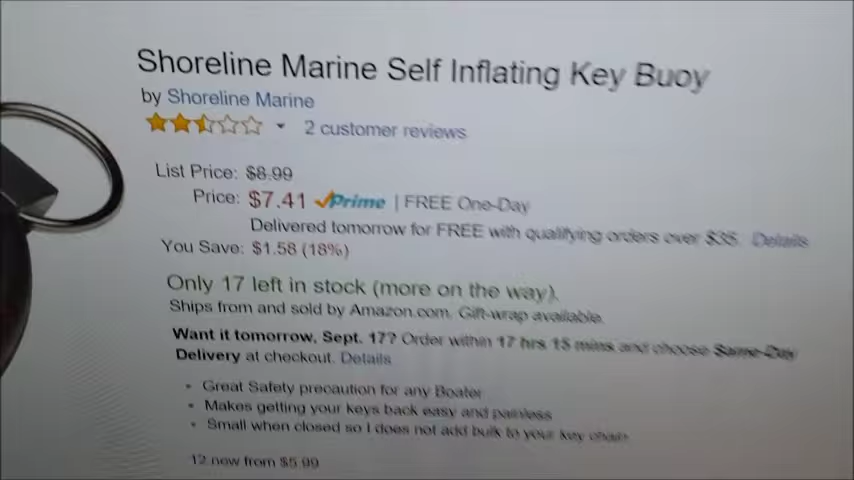 Shoreline Marine Self Inflating Key Buoy
by Shoreline Marine
2 customer reviews
List Price: $8.99
Price: $7.41 Prime | FREE One-Day
Delivered tomorrow for FREE with qualifying orders over $35. Details
You Save: $1.58 (18%)
Only 17 left in stock (more on the way).
Ships from and sold by Amazon.com. Gift-wrap available.
Want it tomorrow, Sept. 17? Order within 17 hrs 15 mins and choose Same-Day
Delivery at checkout. Details
Great Safety precaution for any Boater
Makes getting your keys back easy and painless
Small when closed so I does not add bulk to your key chain
12 new from $5.99